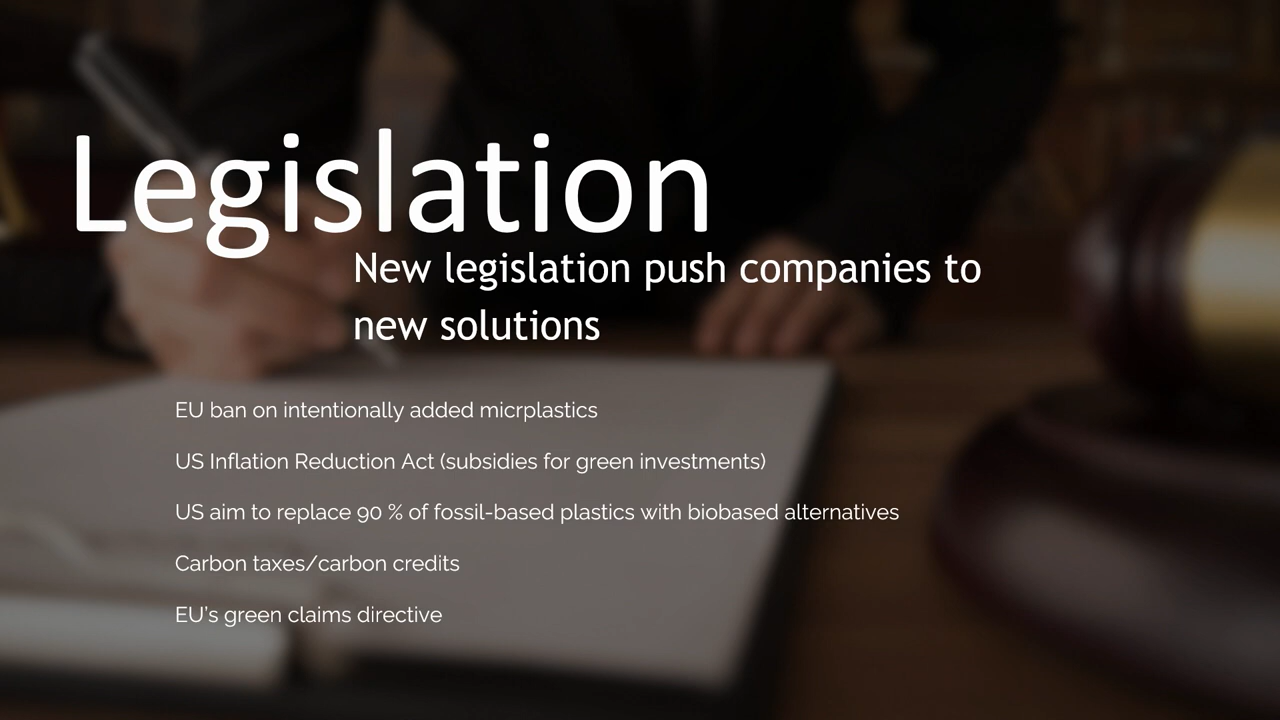 Legislation
New legislation push companies to
new solutions
EU ban on intentionally added micrplastics
US Inflation Reduction Act (subsidies for green investments)
US aim to replace 90 % of fossil-based plastics with biobased alternatives
Carbon taxes/carbon credits
EU’s green claims directive